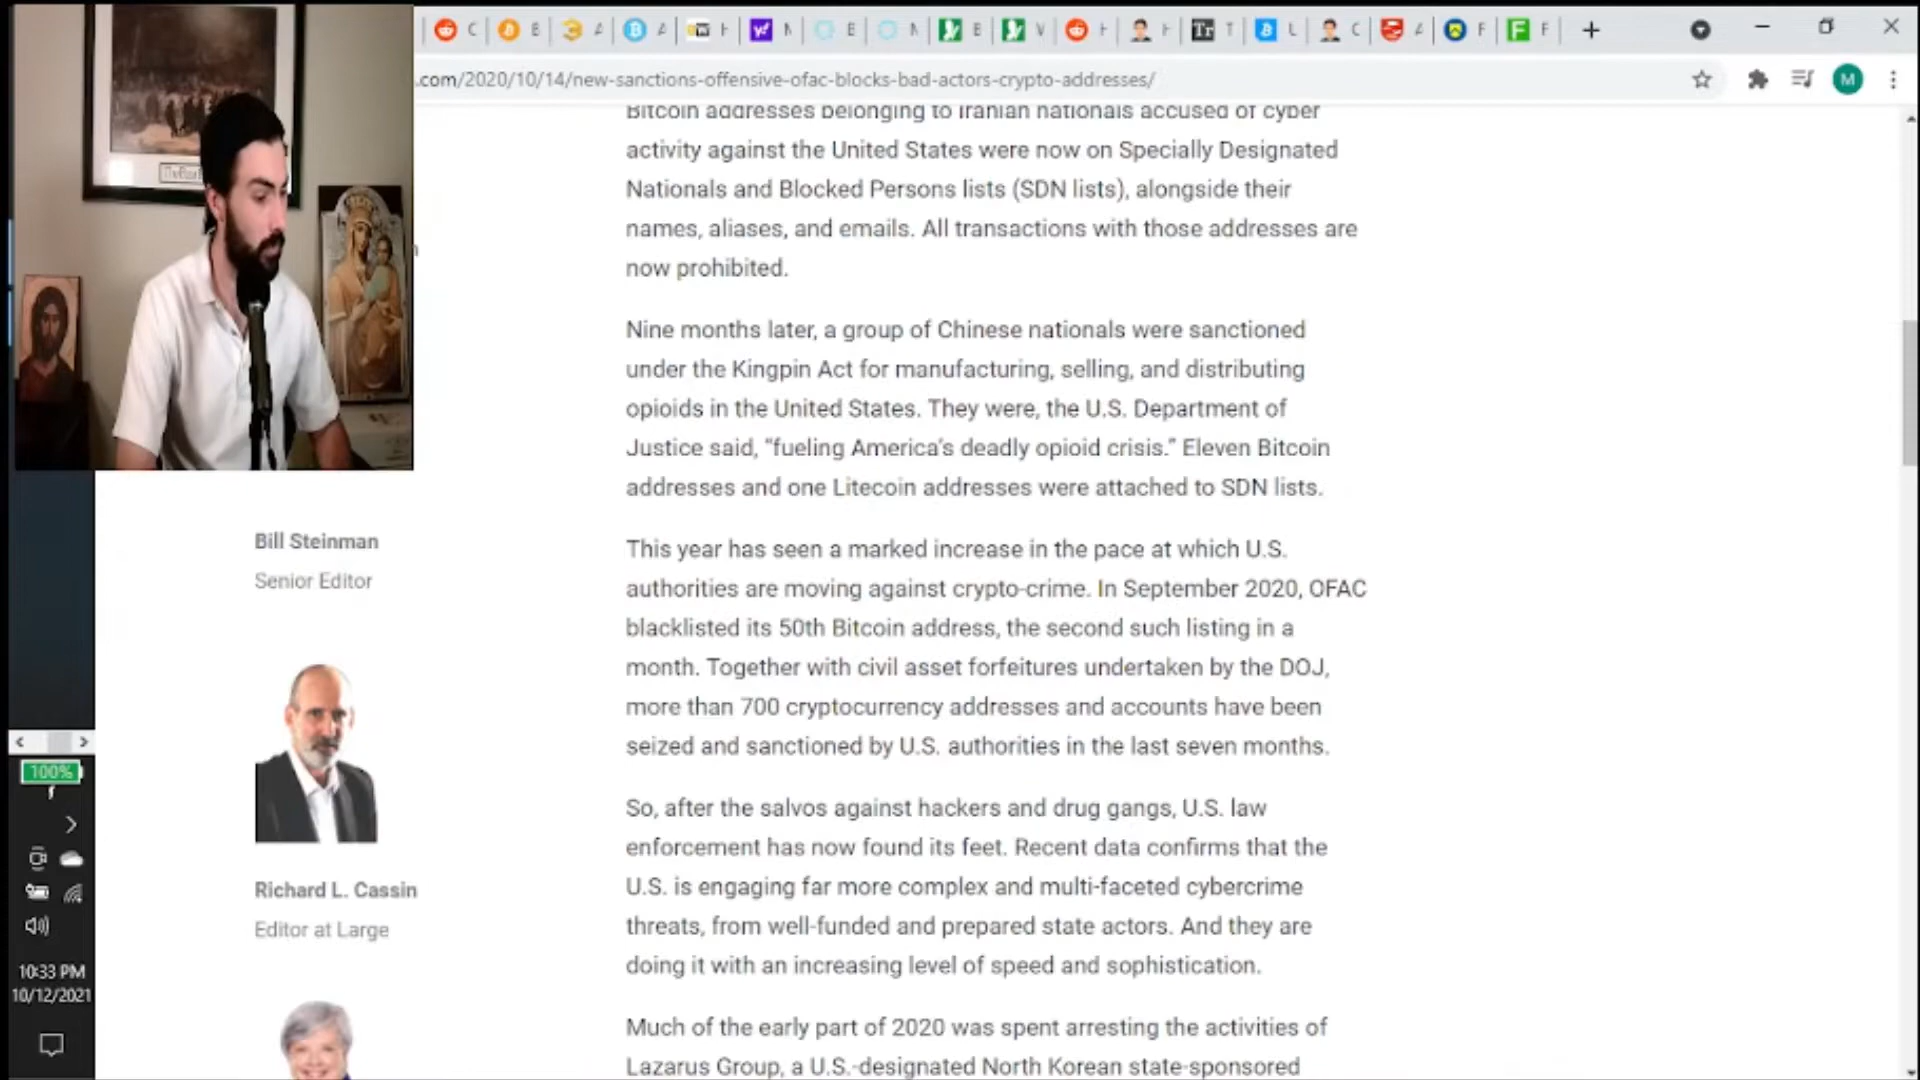 C
B
A
A
H
N
E
N
E
V
H
H
T
L
C
A
F
F
.com/2020/10/14/new-sanctions-offensive-ofac-blocks-bad-actors-crypto-addresses/
M
Bitcoin addresses belonging to Iranian nationals accused of cyber
activity against the United States were now on Specially Designated
Nationals and Blocked Persons lists (SDN lists), alongside their
names, aliases, and emails. All transactions with those addresses are
now prohibited.
Nine months later, a group of Chinese nationals were sanctioned
under the Kingpin Act for manufacturing, selling, and distributing
opioids in the United States. They were, the U.S. Department of
Justice said, “fueling America’s deadly opioid crisis.” Eleven Bitcoin
addresses and one Litecoin addresses were attached to SDN lists.
This year has seen a marked increase in the pace at which U.S.
authorities are moving against crypto-crime. In September 2020, OFAC
blacklisted its 50th Bitcoin address, the second such listing in a
month. Together with civil asset forfeitures undertaken by the DOJ,
more than 700 cryptocurrency addresses and accounts have been
seized and sanctioned by U.S. authorities in the last seven months.
So, after the salvos against hackers and drug gangs, U.S. law
enforcement has now found its feet. Recent data confirms that the
U.S. is engaging far more complex and multi-faceted cybercrime
threats, from well-funded and prepared state actors. And they are
doing it with an increasing level of speed and sophistication.
Much of the early part of 2020 was spent arresting the activities of
Lazarus Group, a U.S.-designated North Korean state-sponsored
Bill Steinman
Senior Editor
Richard L. Cassin
Editor at Large
100%
10:33 PM
10/12/2021